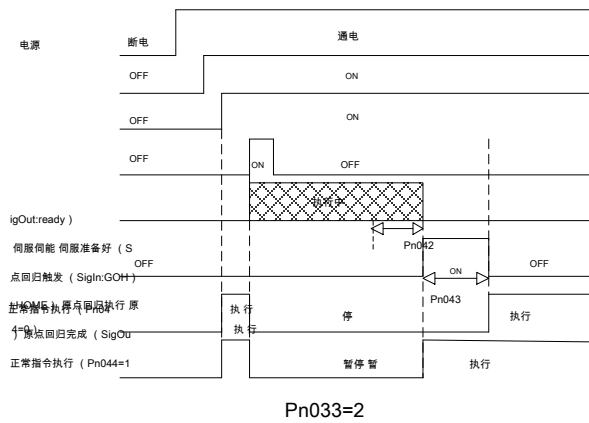 电源 断电 通电
OFF ON
OFF ON
OFF ON OFF
执行中
igOut:ready）
Pn042
伺服伺能 伺服准备好（S
OFF ON OFF
点回归触发（SigIn:GOH）
Pn043
t:HOME）原点回归执行 原
正常指令执行（Pn04
4=0）
执 行 停 执行
执 行
）原点回归完成（SigOu
正常指令执行（Pn044=1
暂停 暂 执行
Pn033=2